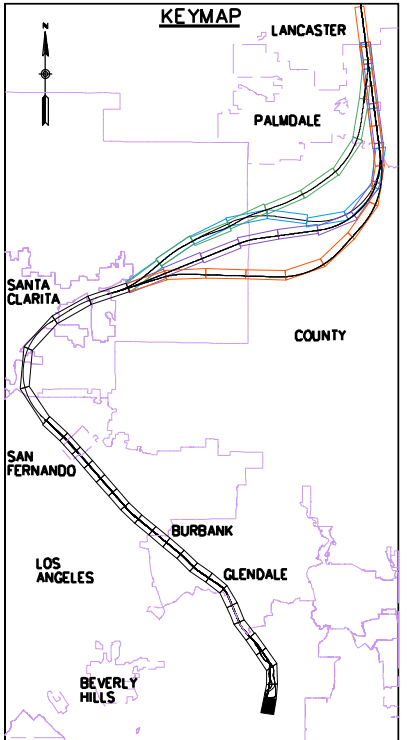 KEYMAP
N
LANCASTER
PALMDALE
SANTA
CLARITA
COUNTY
SAN
FERNANDO
BURBANK
LOS
ANGELES
GLENDALE
BEVERLY
HILLS